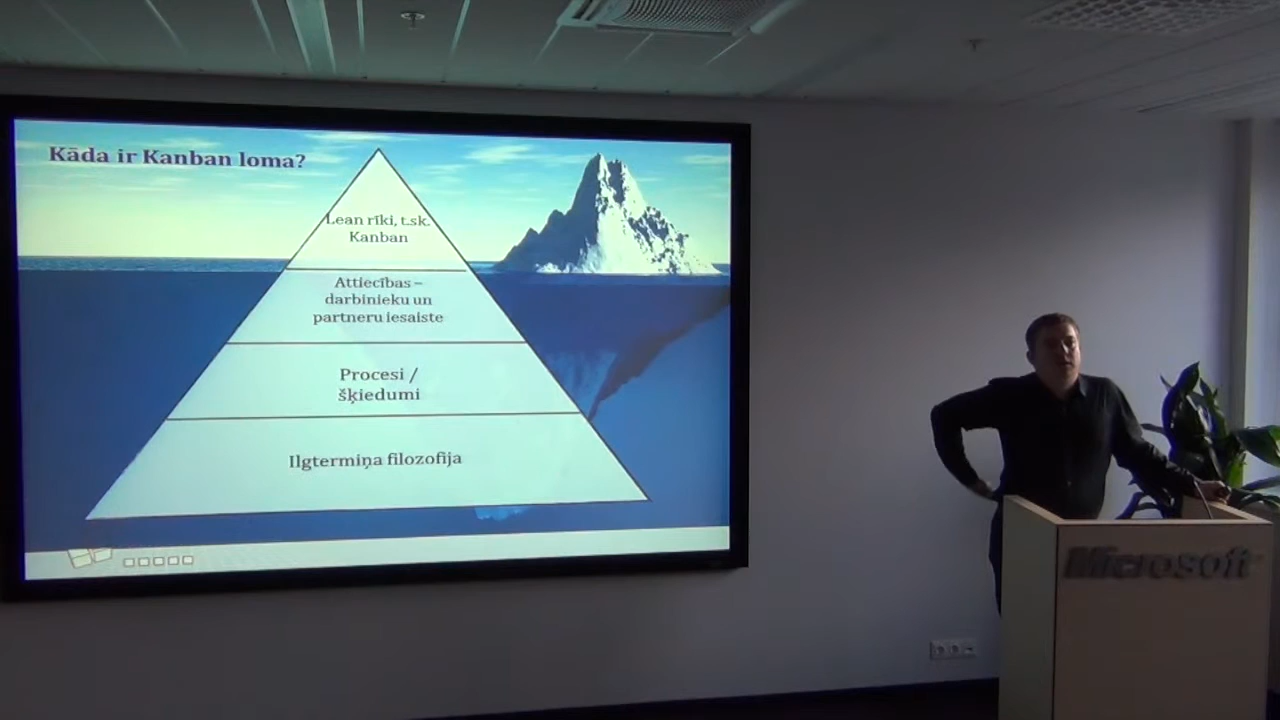 Kāda ir Kanban loma?
Lean rīki, t.sk.
Kanban
Attiecības –
darbinieku un
partneru iesaiste
Procesi /
šķiedumi
Ilgtermiņa filozofija
Microsoft